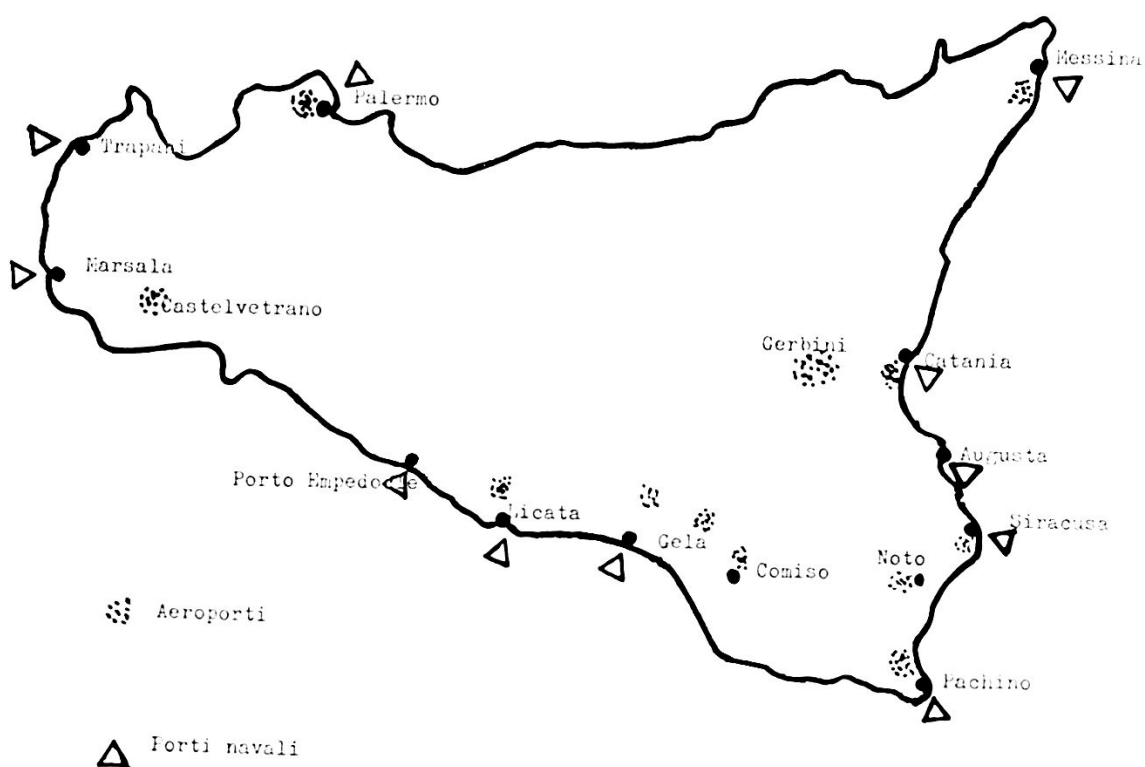 Messina
Palermo
Trapani
Marsala
Castelvetrano
Gerbini
Catania
Augusta
Porto Empedocle
Licata
Siracusa
Gela
Noto
Comiso
Aeroporti
Pachino
Porti navali